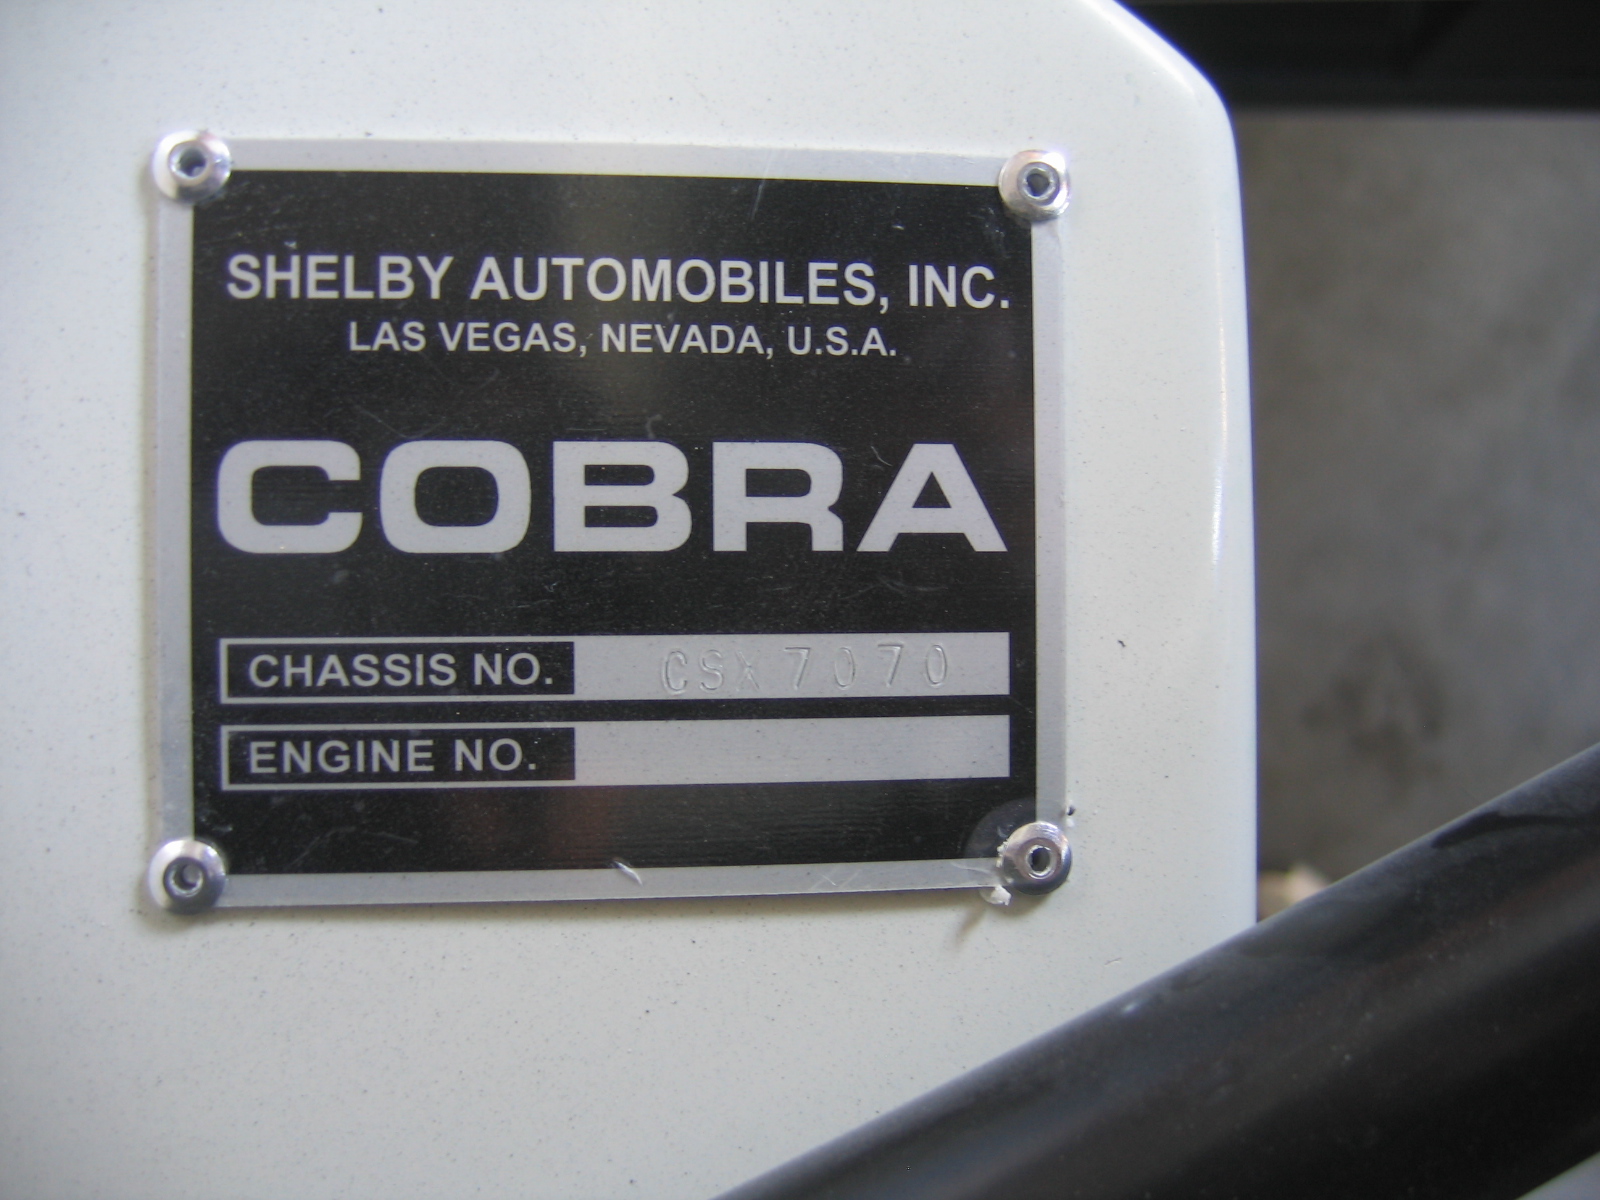 SHELBY AUTOMOBILES, INC.
LAS VEGAS, NEVADA, U.S.A.
COBRA
CHASSIS NO. CSX7070
ENGINE NO.